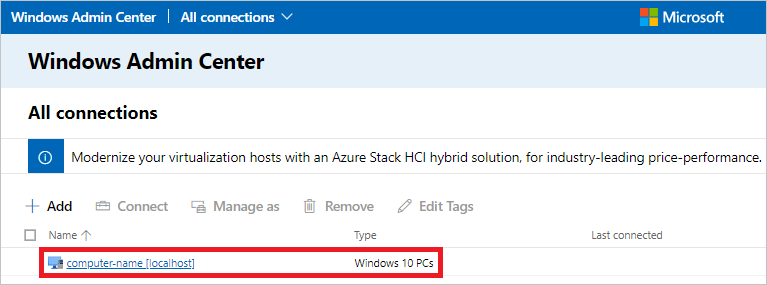 Windows Admin Center | All connections Microsoft
Windows Admin Center
All connections
Modernize your virtualization hosts with an Azure Stack HCI hybrid solution, for industry-leading price-performance.
Add Connect Manage as Remove Edit Tags
Name Type Last connected
computer-name [localhost] Windows 10 PCs